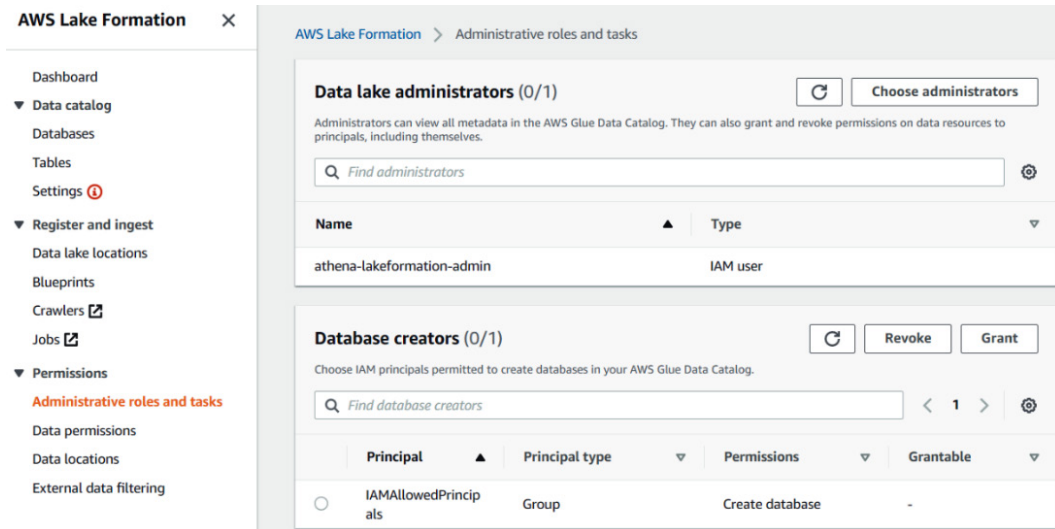 AWS Lake Formation
Dashboard
Data catalog
Databases
Tables
Settings
Register and ingest
Data lake locations
Blueprints
Crawlers
Jobs
Permissions
Administrative roles and tasks
Data permissions
Data locations
External data filtering
AWS Lake Formation > Administrative roles and tasks
Data lake administrators (0/1)
Choose administrators
Administrators can view all metadata in the AWS Glue Data Catalog. They can also grant and revoke permissions on data resources to
principals, including themselves.
Find administrators
Name Type
athena-lakeformation-admin IAM user
Database creators (0/1)
Revoke Grant
Choose IAM principals permitted to create databases in your AWS Glue Data Catalog.
Find database creators < 1 >
Principal Principal type Permissions Grantable
IAMAllowedPrincip
als Group Create database -